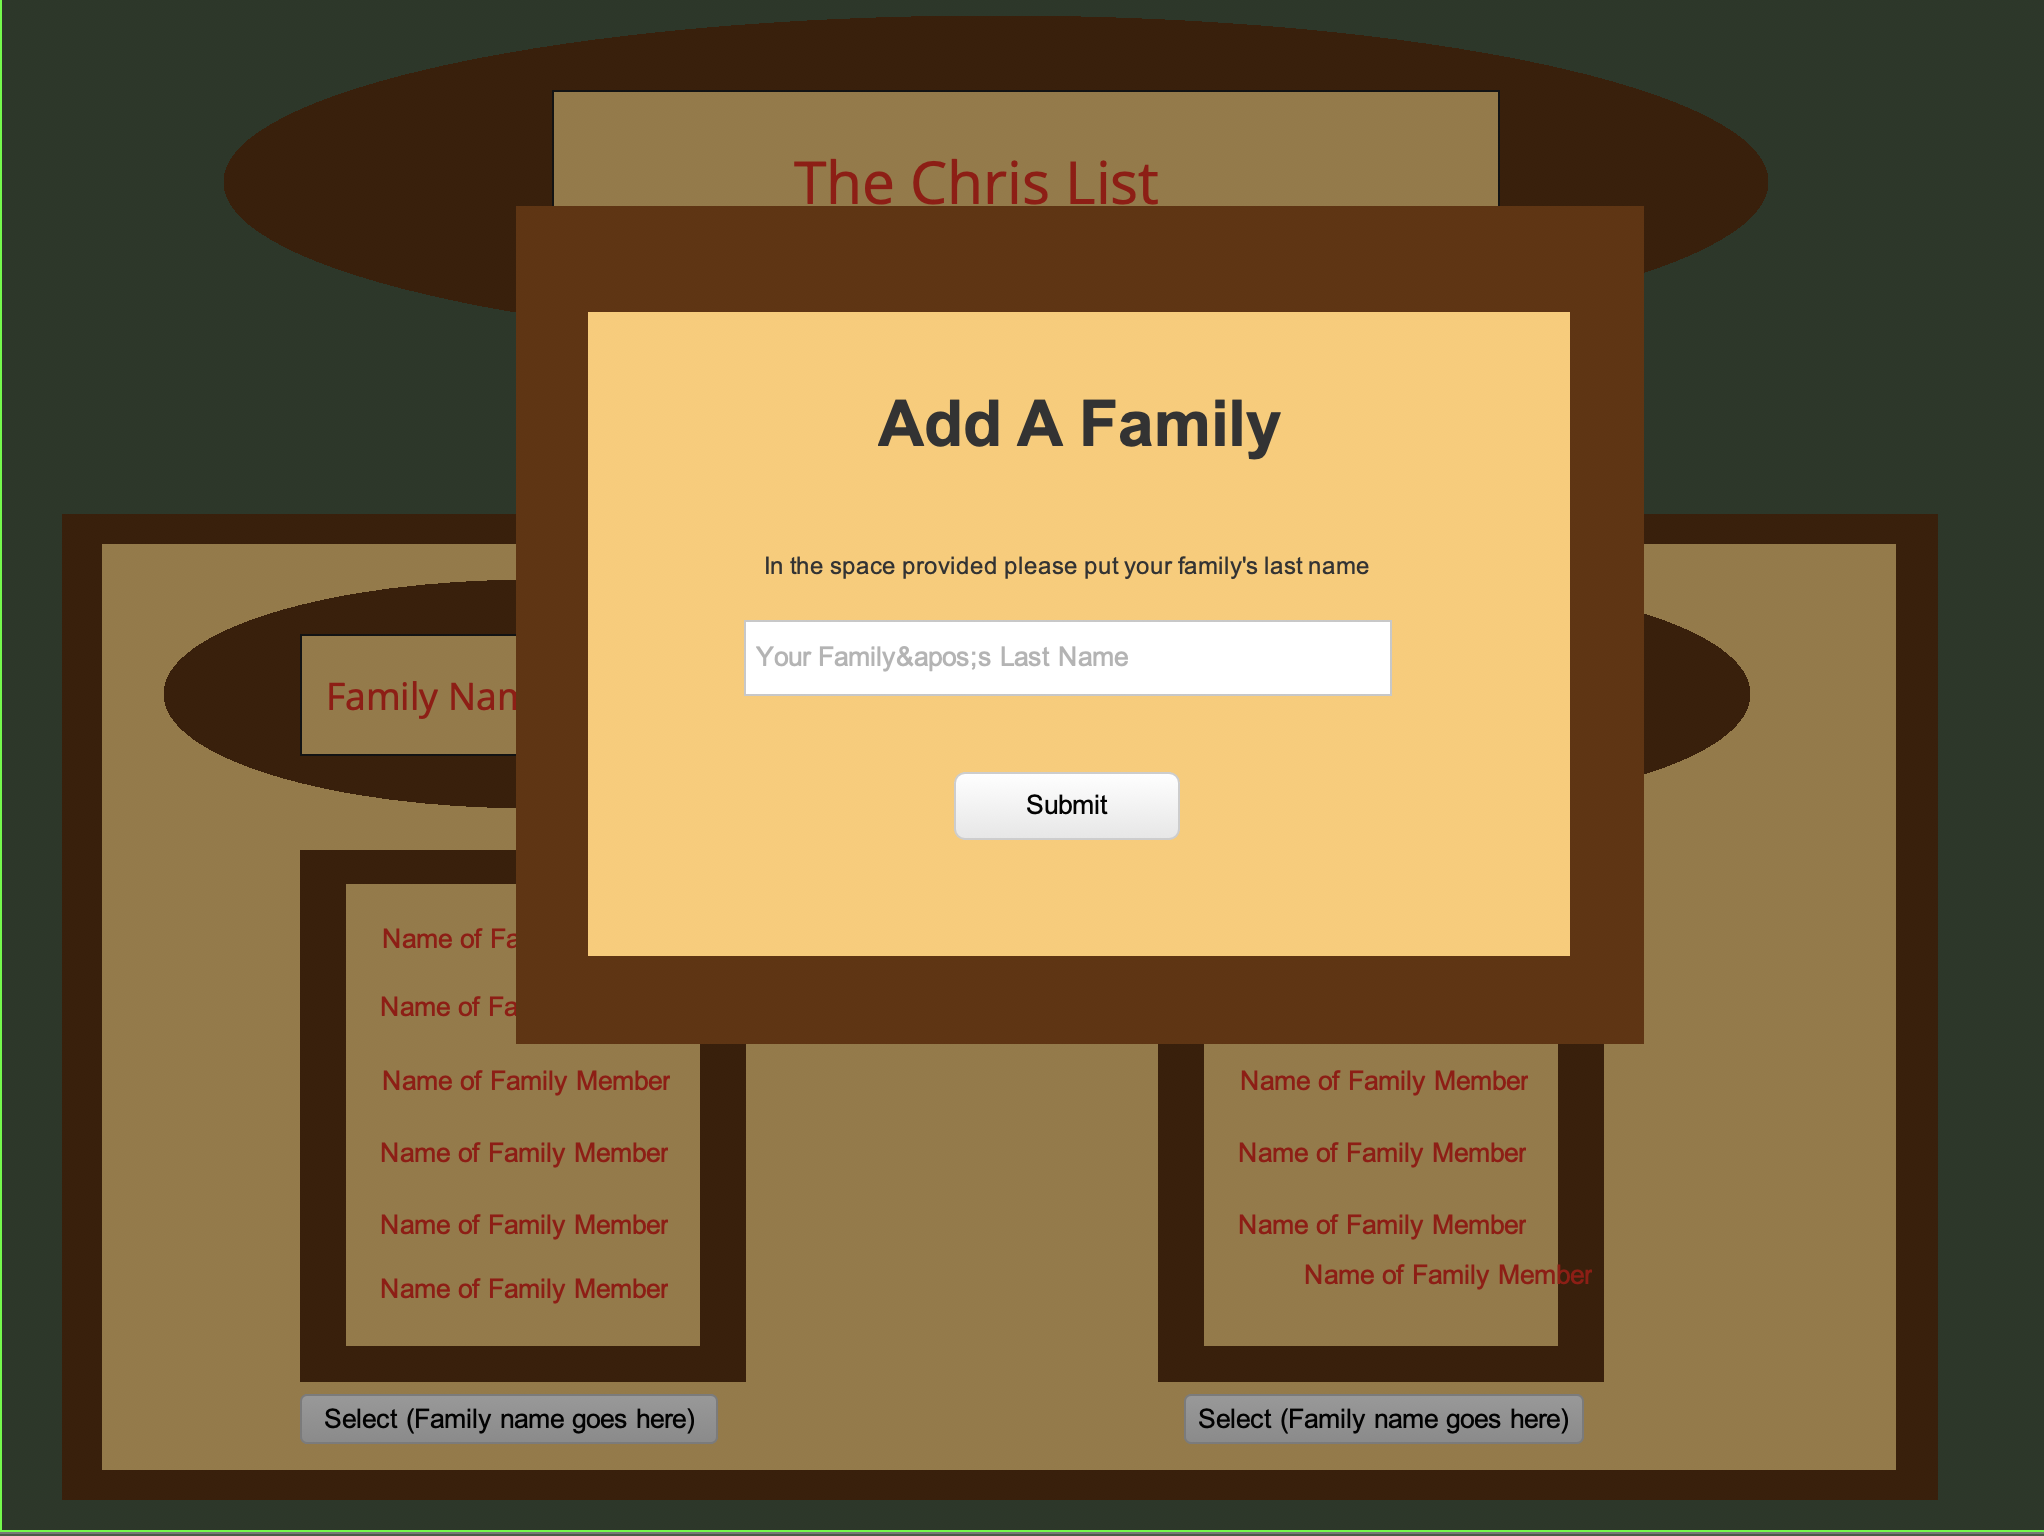 The Chris List
Add A Family
In the space provided please put your family's last name
Your Family&apos;s Last Name
Submit
Family Nam
Name of Fa
Name of Fa
Name of Family Member
Name of Family Member
Name of Family Member
Name of Family Member
Select (Family name goes here)
Name of Family Member
Name of Family Member
Name of Family Member
Name of Family Member
Select (Family name goes here)